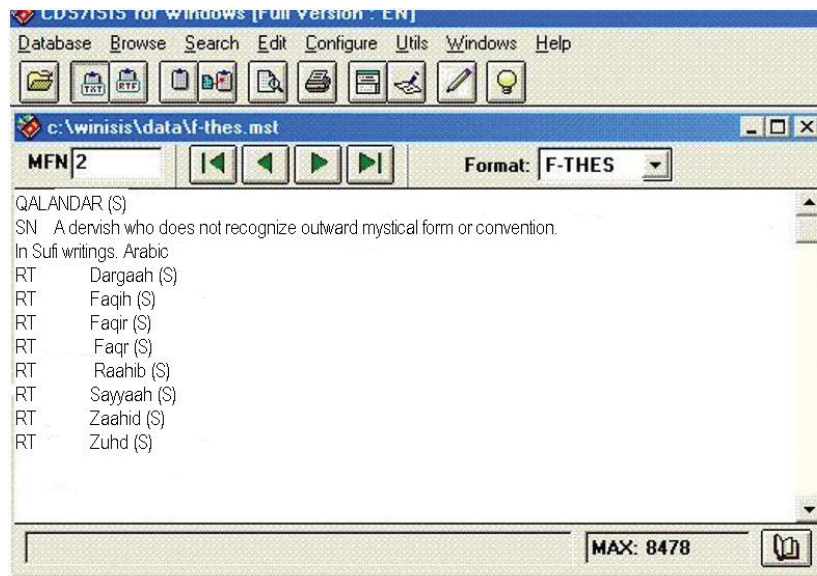 CDS/ISIS for Windows [Full Version : EN]
Database Browse Search Edit Configure Utils Windows Help
TXT RTF
c:\winisis\data\f-thes.mst
MFN 2 Format: F-THES
QALANDAR (S)
SN A dervish who does not recognize outward mystical form or convention.
In Sufi writings. Arabic
RT Dargaah (S)
RT Faqih (S)
RT Faqir (S)
RT Faqr (S)
RT Raahib (S)
RT Sayyaah (S)
RT Zaahid (S)
RT Zuhd (S)
MAX: 8478